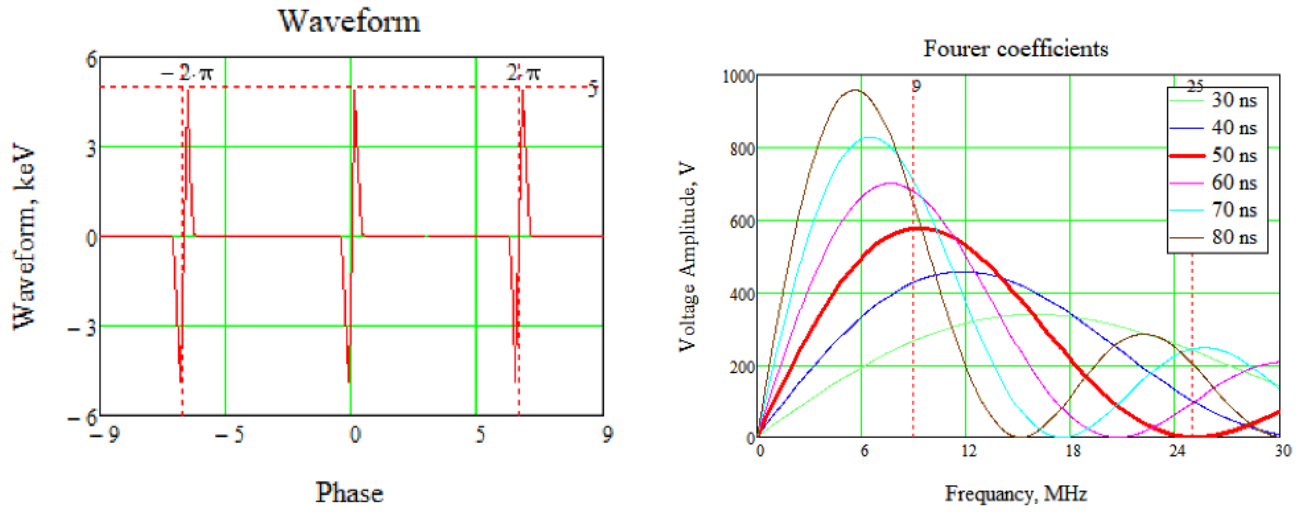 Waveform
Waveform, keV
6
3
0
−3
−6
−2·π
2·π
5
−9
−5
0
5
9
Phase
Fourer coefficients
Voltage Amplitude, V
1000
800
600
400
200
0
9
25
30 ns
40 ns
50 ns
60 ns
70 ns
80 ns
0
6
12
18
24
30
Frequancy, MHz